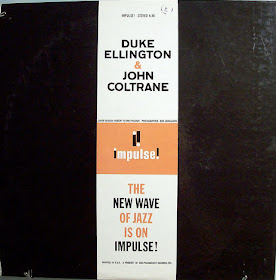 IMPULSE! STEREO A-30
DUKE
ELLINGTON
&
JOHN
COLTRANE
impulse!
THE
NEW WAVE
OF JAZZ
IS ON
IMPULSE!